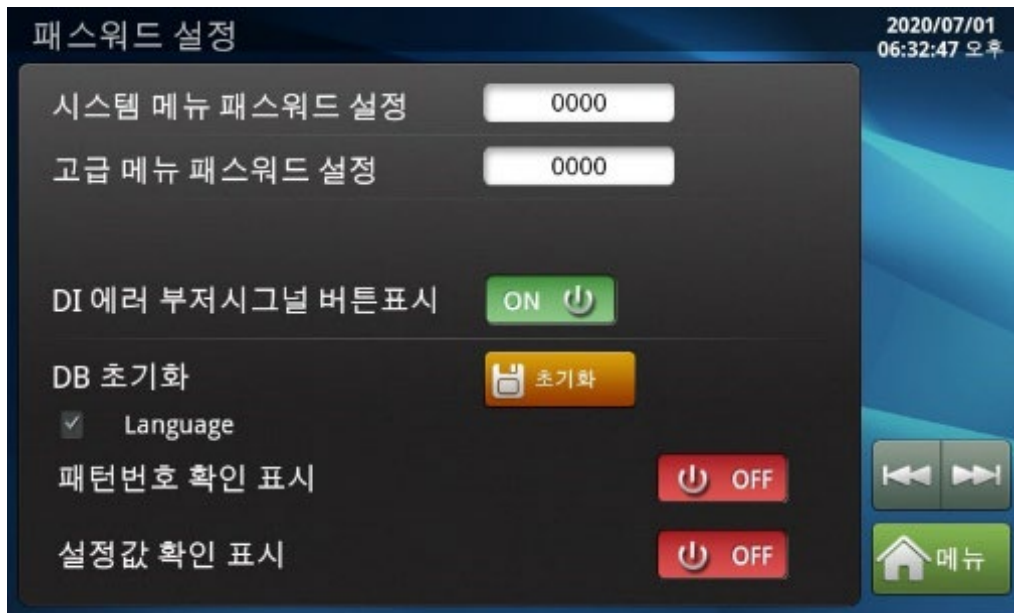 패스워드 설정
2020/07/01
06:32:47 오후
시스템 메뉴 패스워드 설정 0000
고급 메뉴 패스워드 설정 0000
DI 에러 부저시그널 버튼표시 ON
DB 초기화 초기화
Language
패턴번호 확인 표시 OFF
설정값 확인 표시 OFF
메뉴